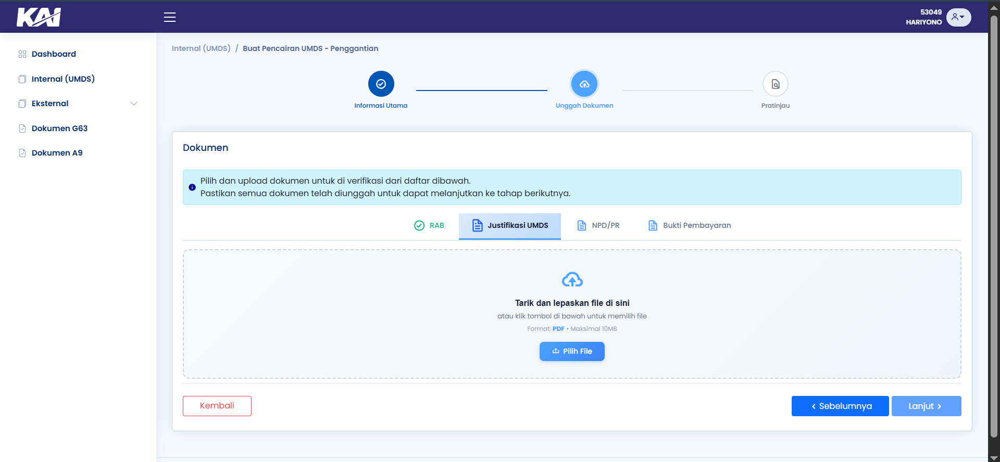 KAI
53049
HARIYONO
Dashboard
Internal (UMDS)
Eksternal
Dokumen G63
Dokumen A9
Internal (UMDS) / Buat Pencairan UMDS - Penggantian
Informasi Utama
Unggah Dokumen
Pratinjau
Dokumen
Pilih dan upload dokumen untuk di verifikasi dari daftar dibawah.
Pastikan semua dokumen telah diunggah untuk dapat melanjutkan ke tahap berikutnya.
RAB
Justifikasi UMDS
NPD/PR
Bukti Pembayaran
Tarik dan lepaskan file di sini
atau klik tombol di bawah untuk memilih file
Format: PDF • Maksimal 10MB
Pilih File
Kembali
Sebelumnya
Lanjut